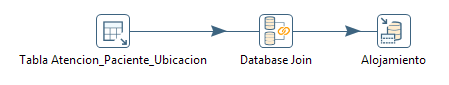 Tabla Atencion_Paciente_Ubicacion
Database Join
Alojamiento